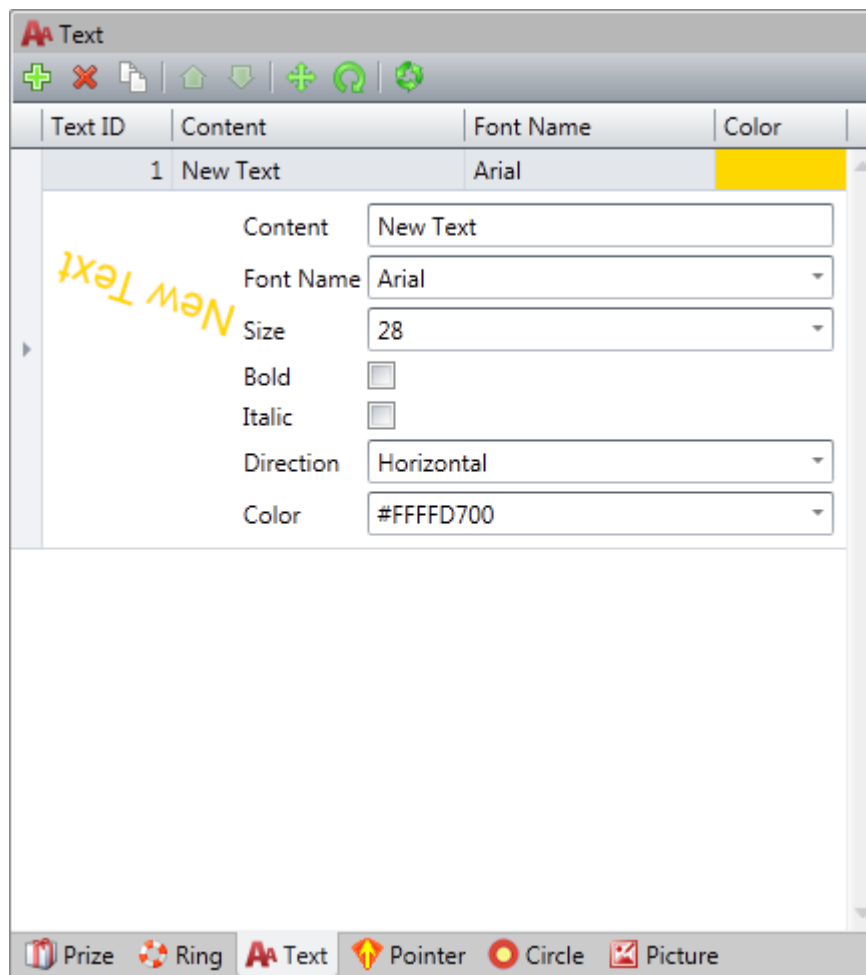 Text
Text ID Content Font Name Color
1 New Text Arial
Content New Text
New Text
Font Name Arial
Size 28
Bold
Italic
Direction Horizontal
Color #FFFFD700
Prize Ring Text Pointer Circle Picture